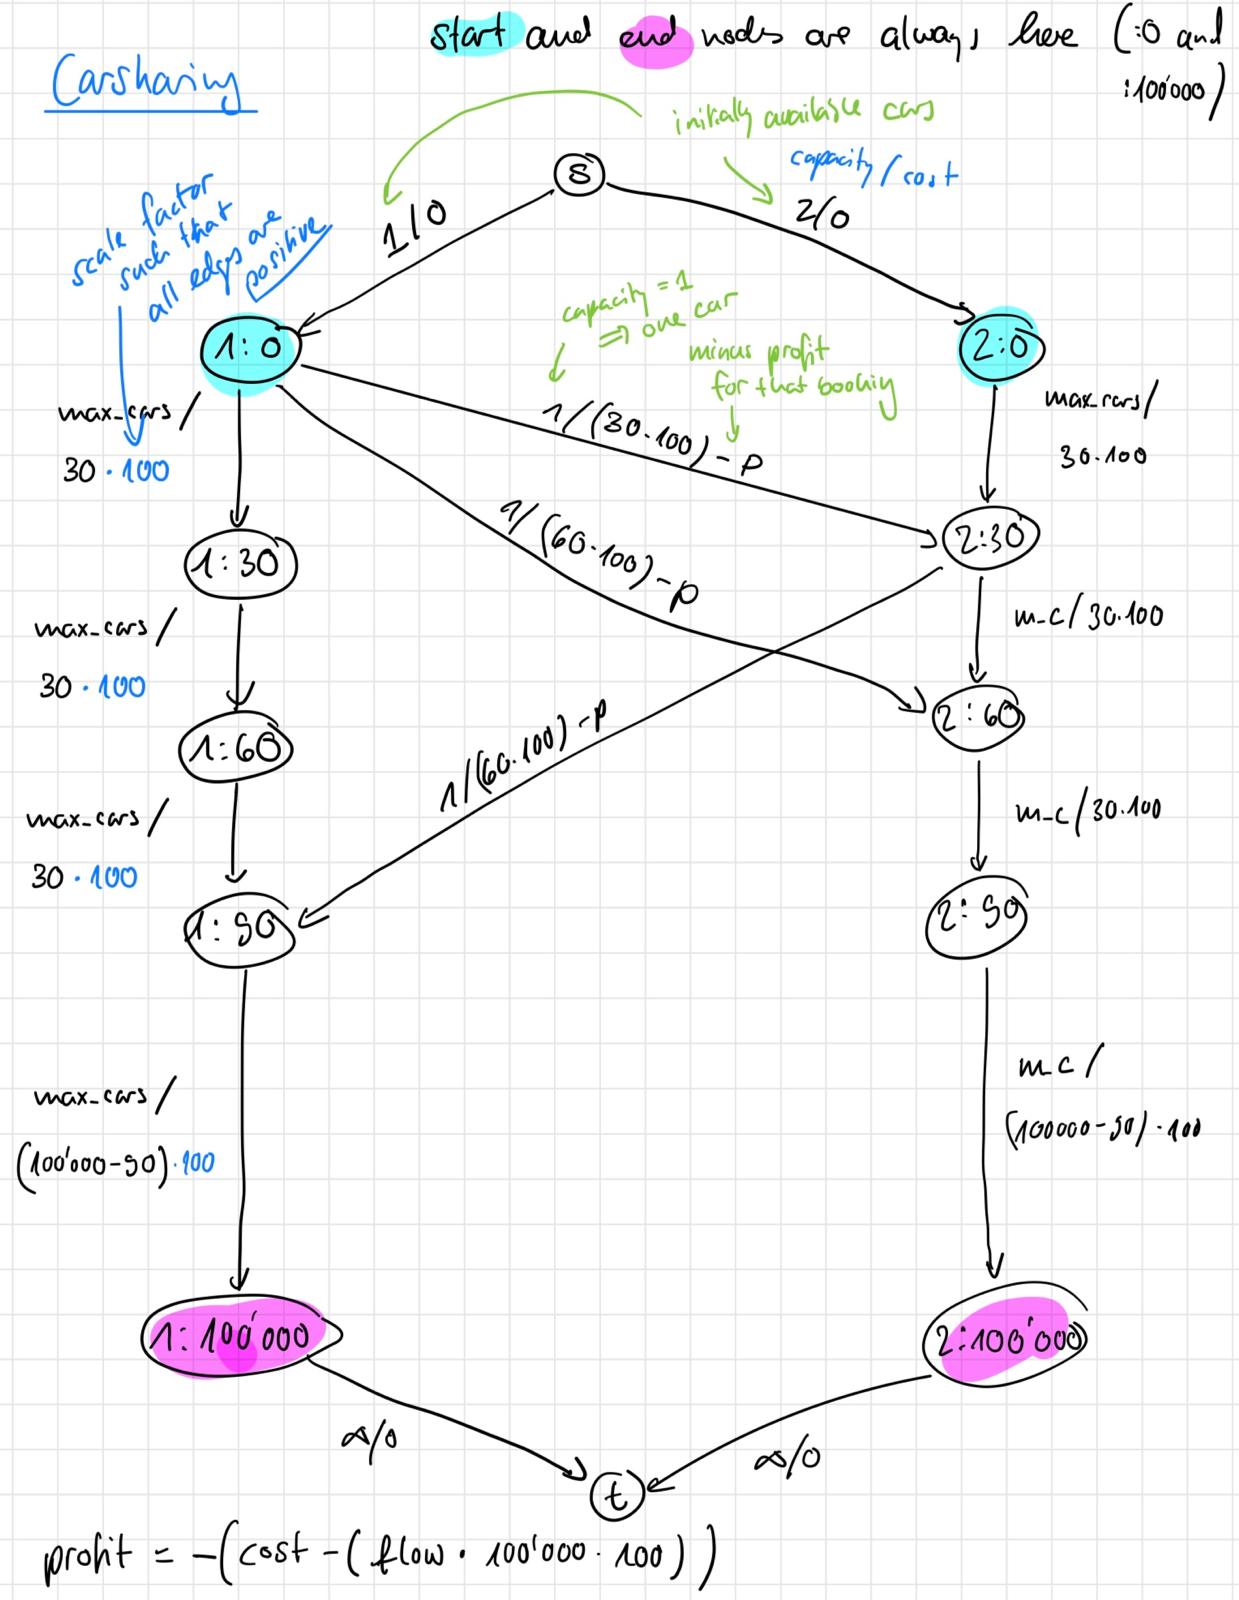 start and end nodes are always here (:0 and
:100'000)
Carsharing
initially available cars
capacity/cost
S
1/0
2/0
scale factor
such that
all edges are
positive
capacity = 1
⇒ one car
minus profit
for that booking
1:0
2:0
max_cars /
30 · 100
max_cars /
30·100
1/(30·100) - p
1/(60·100) - p
1:30
2:30
max_cars /
30 · 100
m_c/30·100
1:60
2:60
1/(60·100) - p
max_cars /
30 · 100
m_c/30·100
1:90
2:90
max_cars /
(100'000-90)·100
m_c /
(100000-90)·100
1:100'000
2:100'000
∞/0
∞/0
t
profit = -(cost - (flow · 100'000 · 100))